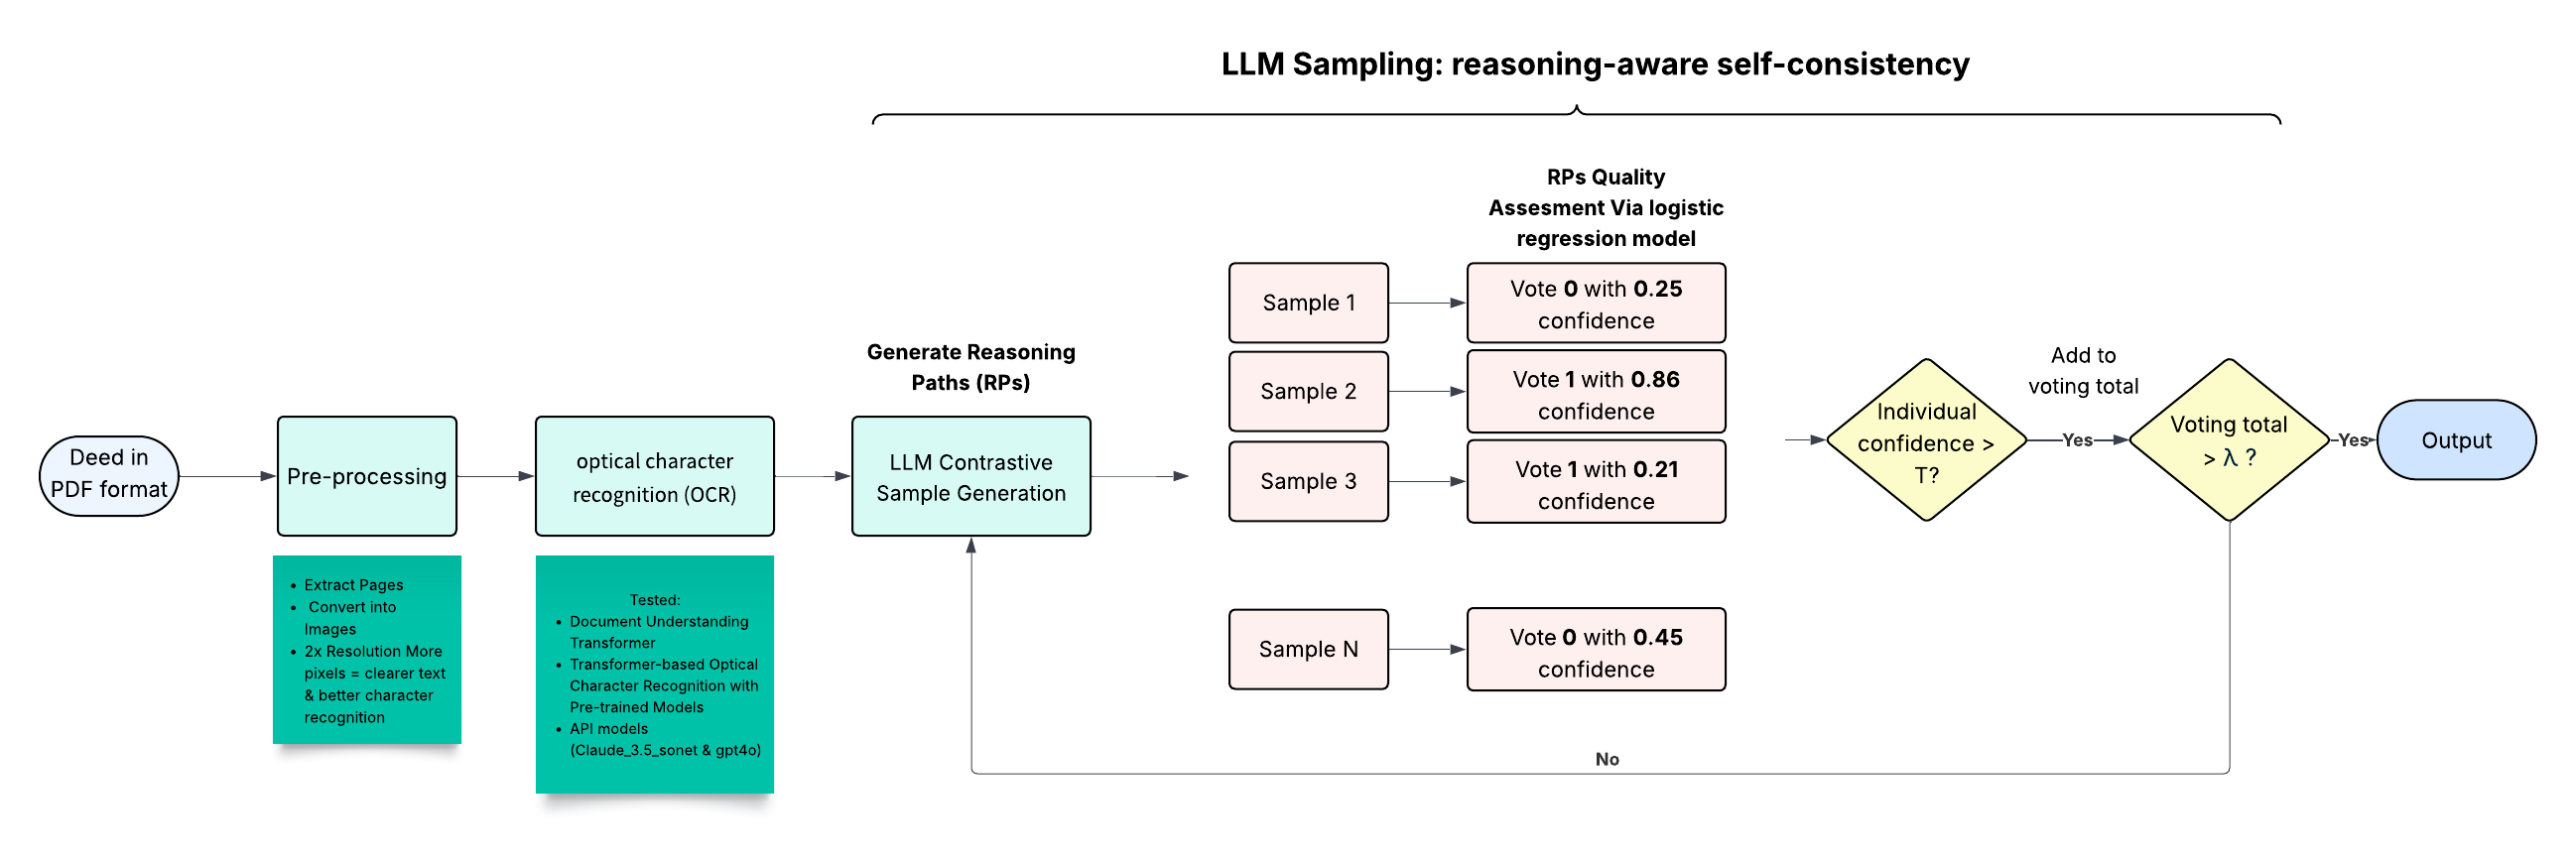 LLM Sampling: reasoning-aware self-consistency
Deed in
PDF format
Pre-processing
• Extract Pages
• Convert into
Images
• 2x Resolution More
pixels = clearer text
& better character
recognition
optical character
recognition (OCR)
Tested:
• Document Understanding
Transformer
• Transformer-based Optical
Character Recognition with
Pre-trained Models
• API models
(Claude_3.5_sonet & gpt4o)
Generate Reasoning
Paths (RPs)
LLM Contrastive
Sample Generation
RPs Quality
Assesment Via logistic
regression model
Sample 1
Vote 0 with 0.25
confidence
Sample 2
Vote 1 with 0.86
confidence
Sample 3
Vote 1 with 0.21
confidence
Sample N
Vote 0 with 0.45
confidence
Individual
confidence >
T?
Add to
voting total
Yes
Voting total
> λ ?
Yes
Output
No